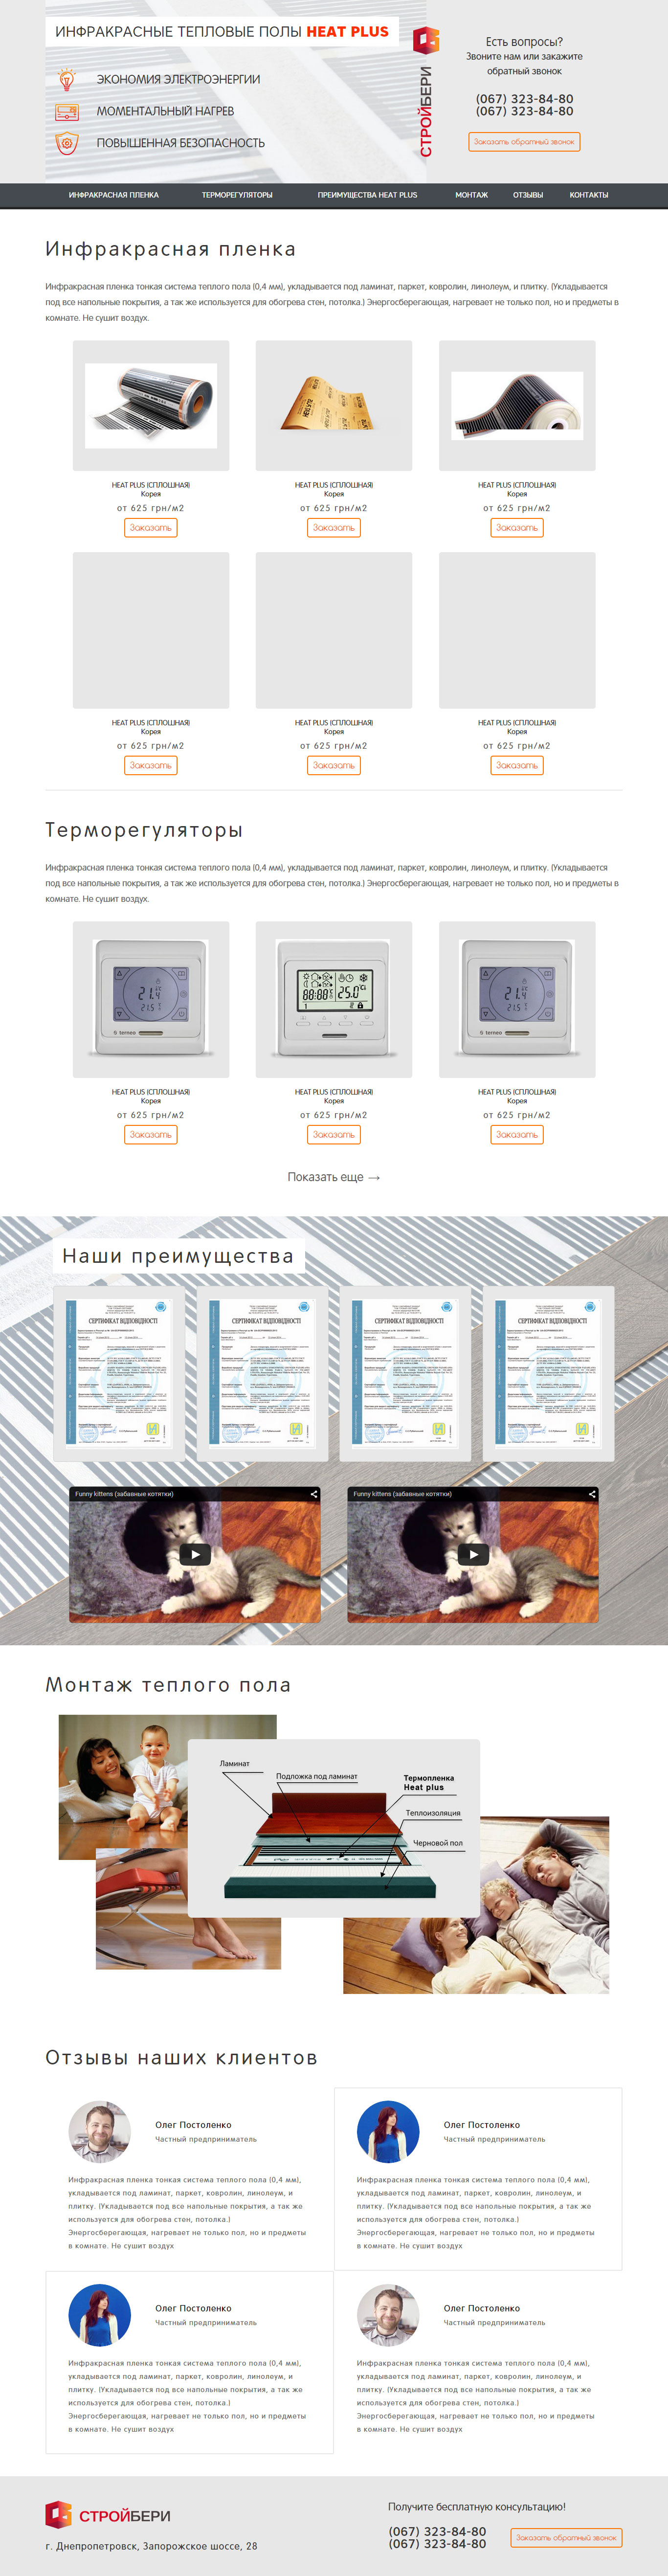 ИНФРАКРАСНЫЕ ТЕПЛОВЫЕ ПОЛЫ HEAT PLUS
ЭКОНОМИЯ ЭЛЕКТРОЭНЕРГИИ
МОМЕНТАЛЬНЫЙ НАГРЕВ
ПОВЫШЕННАЯ БЕЗОПАСНОСТЬ
СТРОЙБЕРИ
Есть вопросы?
Звоните нам или закажите
обратный звонок
(067) 323-84-80
(067) 323-84-80
Заказать обратный звонок
ИНФРАКРАСНАЯ ПЛЕНКА ТЕРМОРЕГУЛЯТОРЫ ПРЕИМУЩЕСТВА HEAT PLUS МОНТАЖ ОТЗЫВЫ КОНТАКТЫ
Инфракрасная пленка
Инфракрасная пленка тонкая система теплого пола (0,4 мм), укладывается под ламинат, паркет, ковролин, линолеум, и плитку. (Укладывается
под все напольные покрытия, а так же используется для обогрева стен, потолка.) Энергосберегающая, нагревает не только пол, но и предметы в
комнате. Не сушит воздух.
HEAT PLUS (СПЛОШНАЯ) HEAT PLUS (СПЛОШНАЯ) HEAT PLUS (СПЛОШНАЯ)
Корея Корея Корея
от 625 грн/м2 от 625 грн/м2 от 625 грн/м2
Заказать Заказать Заказать
HEAT PLUS (СПЛОШНАЯ) HEAT PLUS (СПЛОШНАЯ) HEAT PLUS (СПЛОШНАЯ)
Корея Корея Корея
от 625 грн/м2 от 625 грн/м2 от 625 грн/м2
Заказать Заказать Заказать
Терморегуляторы
Инфракрасная пленка тонкая система теплого пола (0,4 мм), укладывается под ламинат, паркет, ковролин, линолеум, и плитку. (Укладывается
под все напольные покрытия, а так же используется для обогрева стен, потолка.) Энергосберегающая, нагревает не только пол, но и предметы в
комнате. Не сушит воздух.
21.4 88:88 25.0 21.4
21.5 21.5
terneo terneo
HEAT PLUS (СПЛОШНАЯ) HEAT PLUS (СПЛОШНАЯ) HEAT PLUS (СПЛОШНАЯ)
Корея Корея Корея
от 625 грн/м2 от 625 грн/м2 от 625 грн/м2
Заказать Заказать Заказать
Показать еще →
Наши преимущества
СЕРТИФІКАТ ВІДПОВІДНОСТІ СЕРТИФІКАТ ВІДПОВІДНОСТІ СЕРТИФІКАТ ВІДПОВІДНОСТІ СЕРТИФІКАТ ВІДПОВІДНОСТІ
Funny kittens (забавные котятки) Funny kittens (забавные котятки)
Монтаж теплого пола
Ламинат
Подложка под ламинат
Термопленка
Heat plus
Теплоизоляция
Черновой пол
Отзывы наших клиентов
Олег Постоленко
Частный предприниматель
Инфракрасная пленка тонкая система теплого пола (0,4 мм),
укладывается под ламинат, паркет, ковролин, линолеум, и
плитку. (Укладывается под все напольные покрытия, а так же
используется для обогрева стен, потолка.)
Энергосберегающая, нагревает не только пол, но и предметы
в комнате. Не сушит воздух
Олег Постоленко
Частный предприниматель
Инфракрасная пленка тонкая система теплого пола (0,4 мм),
укладывается под ламинат, паркет, ковролин, линолеум, и
плитку. (Укладывается под все напольные покрытия, а так же
используется для обогрева стен, потолка.)
Энергосберегающая, нагревает не только пол, но и предметы
в комнате. Не сушит воздух
Олег Постоленко
Частный предприниматель
Инфракрасная пленка тонкая система теплого пола (0,4 мм),
укладывается под ламинат, паркет, ковролин, линолеум, и
плитку. (Укладывается под все напольные покрытия, а так же
используется для обогрева стен, потолка.)
Энергосберегающая, нагревает не только пол, но и предметы
в комнате. Не сушит воздух
Олег Постоленко
Частный предприниматель
Инфракрасная пленка тонкая система теплого пола (0,4 мм),
укладывается под ламинат, паркет, ковролин, линолеум, и
плитку. (Укладывается под все напольные покрытия, а так же
используется для обогрева стен, потолка.)
Энергосберегающая, нагревает не только пол, но и предметы
в комнате. Не сушит воздух
СТРОЙБЕРИ
г. Днепропетровск, Запорожское шоссе, 28
Получите бесплатную консультацию!
(067) 323-84-80
(067) 323-84-80
Заказать обратный звонок